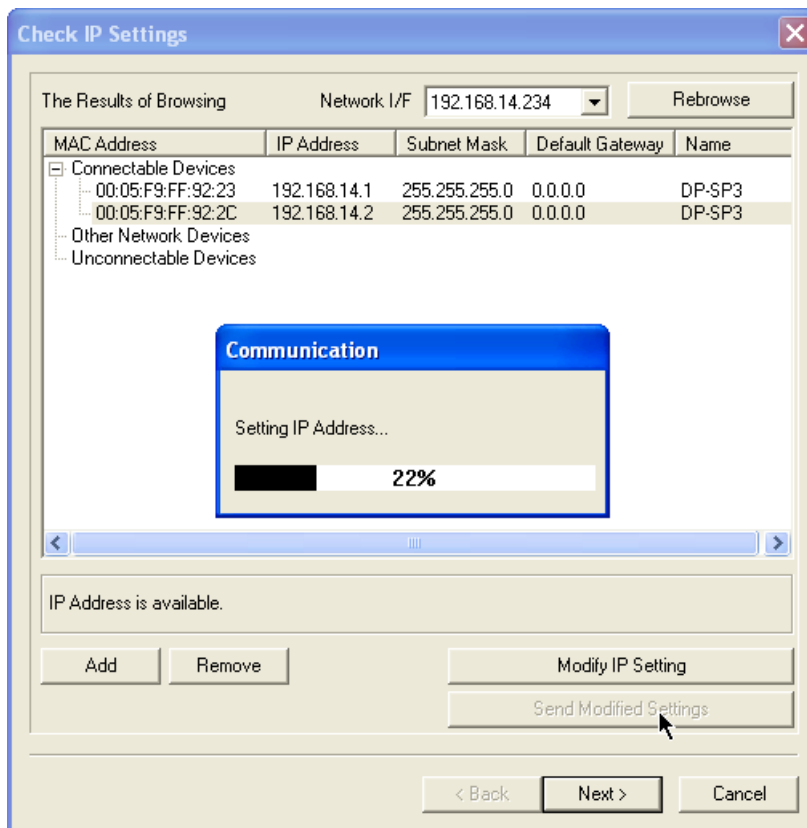 Check IP Settings
The Results of Browsing Network I/F 192.168.14.234 Rebrowse
MAC Address IP Address Subnet Mask Default Gateway Name
Connectable Devices
00:05:F9:FF:92:23 192.168.14.1 255.255.255.0 0.0.0.0 DP-SP3
00:05:F9:FF:92:2C 192.168.14.2 255.255.255.0 0.0.0.0 DP-SP3
Other Network Devices
Unconnectable Devices
Communication
Setting IP Address...
22%
IP Address is available.
Add Remove Modify IP Setting
Send Modified Settings
< Back Next > Cancel